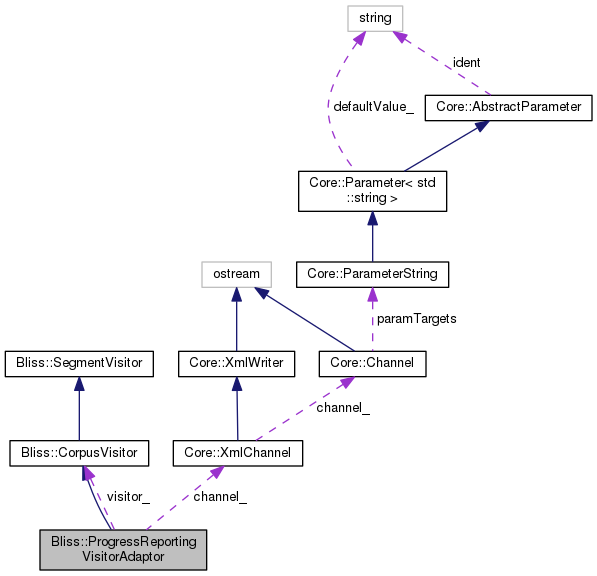 string
ident
defaultValue_
Core::AbstractParameter
Core::Parameter< std
::string >
ostream
Core::ParameterString
paramTargets
Bliss::SegmentVisitor
Core::XmlWriter
Core::Channel
channel_
Bliss::CorpusVisitor
Core::XmlChannel
visitor_
channel_
Bliss::ProgressReporting
VisitorAdaptor